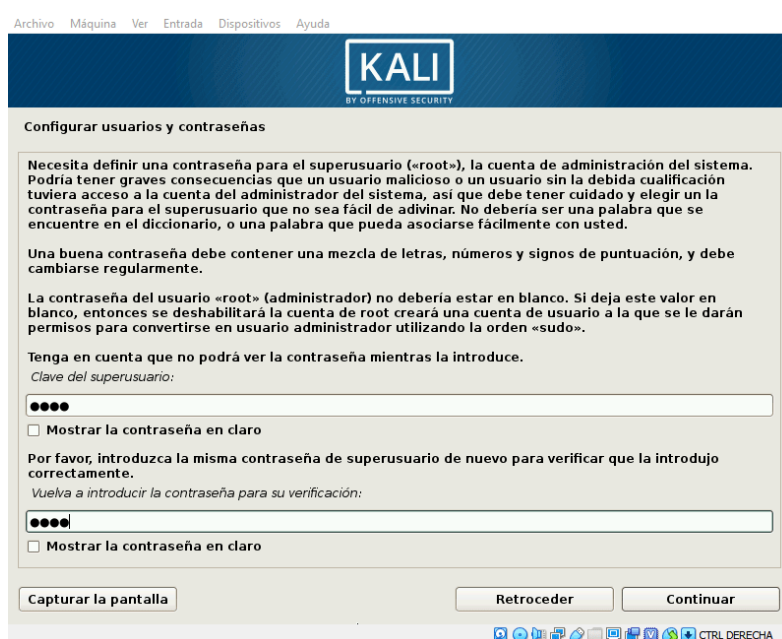 Archivo Máquina Ver Entrada Dispositivos Ayuda
KALI
BY OFFENSIVE SECURITY
Configurar usuarios y contraseñas
Necesita definir una contraseña para el superusuario («root»), la cuenta de administración del sistema.
Podría tener graves consecuencias que un usuario malicioso o un usuario sin la debida cualificación
tuviera acceso a la cuenta del administrador del sistema, así que debe tener cuidado y elegir un la
contraseña para el superusuario que no sea fácil de adivinar. No debería ser una palabra que se
encuentre en el diccionario, o una palabra que pueda asociarse fácilmente con usted.
Una buena contraseña debe contener una mezcla de letras, números y signos de puntuación, y debe
cambiarse regularmente.
La contraseña del usuario «root» (administrador) no debería estar en blanco. Si deja este valor en
blanco, entonces se deshabilitará la cuenta de root creará una cuenta de usuario a la que se le darán
permisos para convertirse en usuario administrador utilizando la orden «sudo».
Tenga en cuenta que no podrá ver la contraseña mientras la introduce.
Clave del superusuario:
●●●●
Mostrar la contraseña en claro
Por favor, introduzca la misma contraseña de superusuario de nuevo para verificar que la introdujo
correctamente.
Vuelva a introducir la contraseña para su verificación:
●●●●
Mostrar la contraseña en claro
Capturar la pantalla Retroceder Continuar
CTRL DERECHA